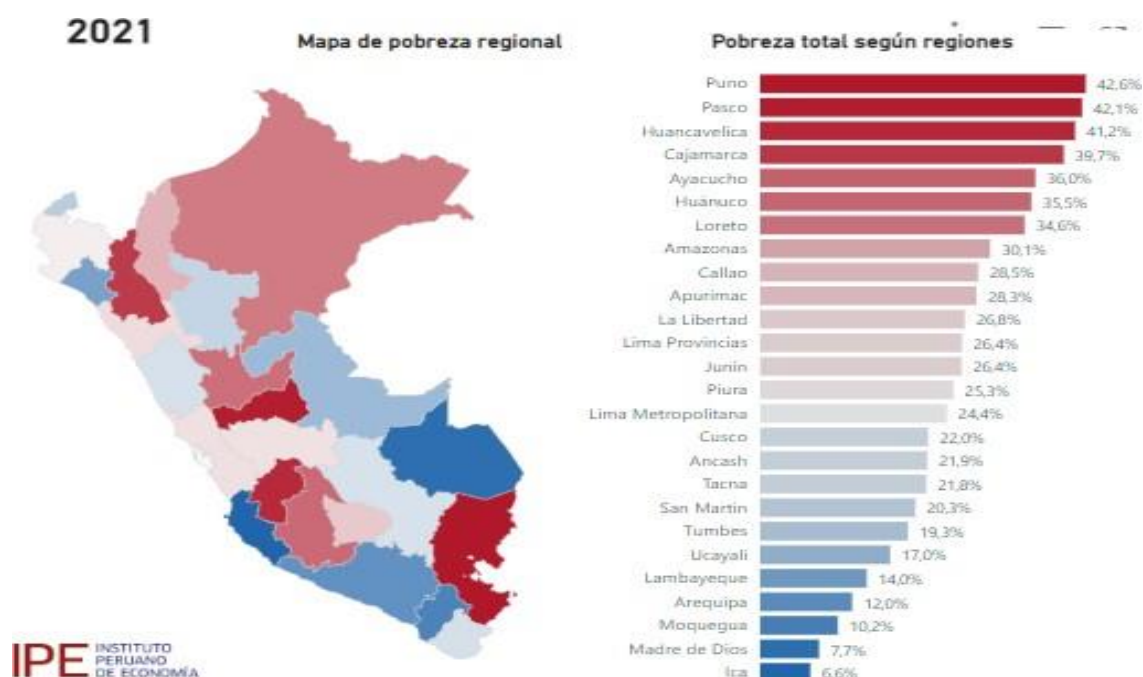 2021
Mapa de pobreza regional
Pobreza total según regiones
Puno 42,6%
Pasco 42,1%
Huancavelica 41,2%
Cajamarca 39,7%
Ayacucho 36,0%
Huánuco 35,5%
Loreto 34,6%
Amazonas 30,1%
Callao 28,5%
Apurimac 28,3%
La Libertad 26,8%
Lima Provincias 26,4%
Junin 26,4%
Piura 25,3%
Lima Metropolitana 24,4%
Cusco 22,0%
Ancash 21,9%
Tacna 21,8%
San Martin 20,3%
Tumbes 19,3%
Ucayali 17,0%
Lambayeque 14,0%
Arequipa 12,0%
Moquegua 10,2%
Madre de Dios 7,7%
Ica 6,6%
IPE INSTITUTO
PERUANO
DE ECONOMÍA